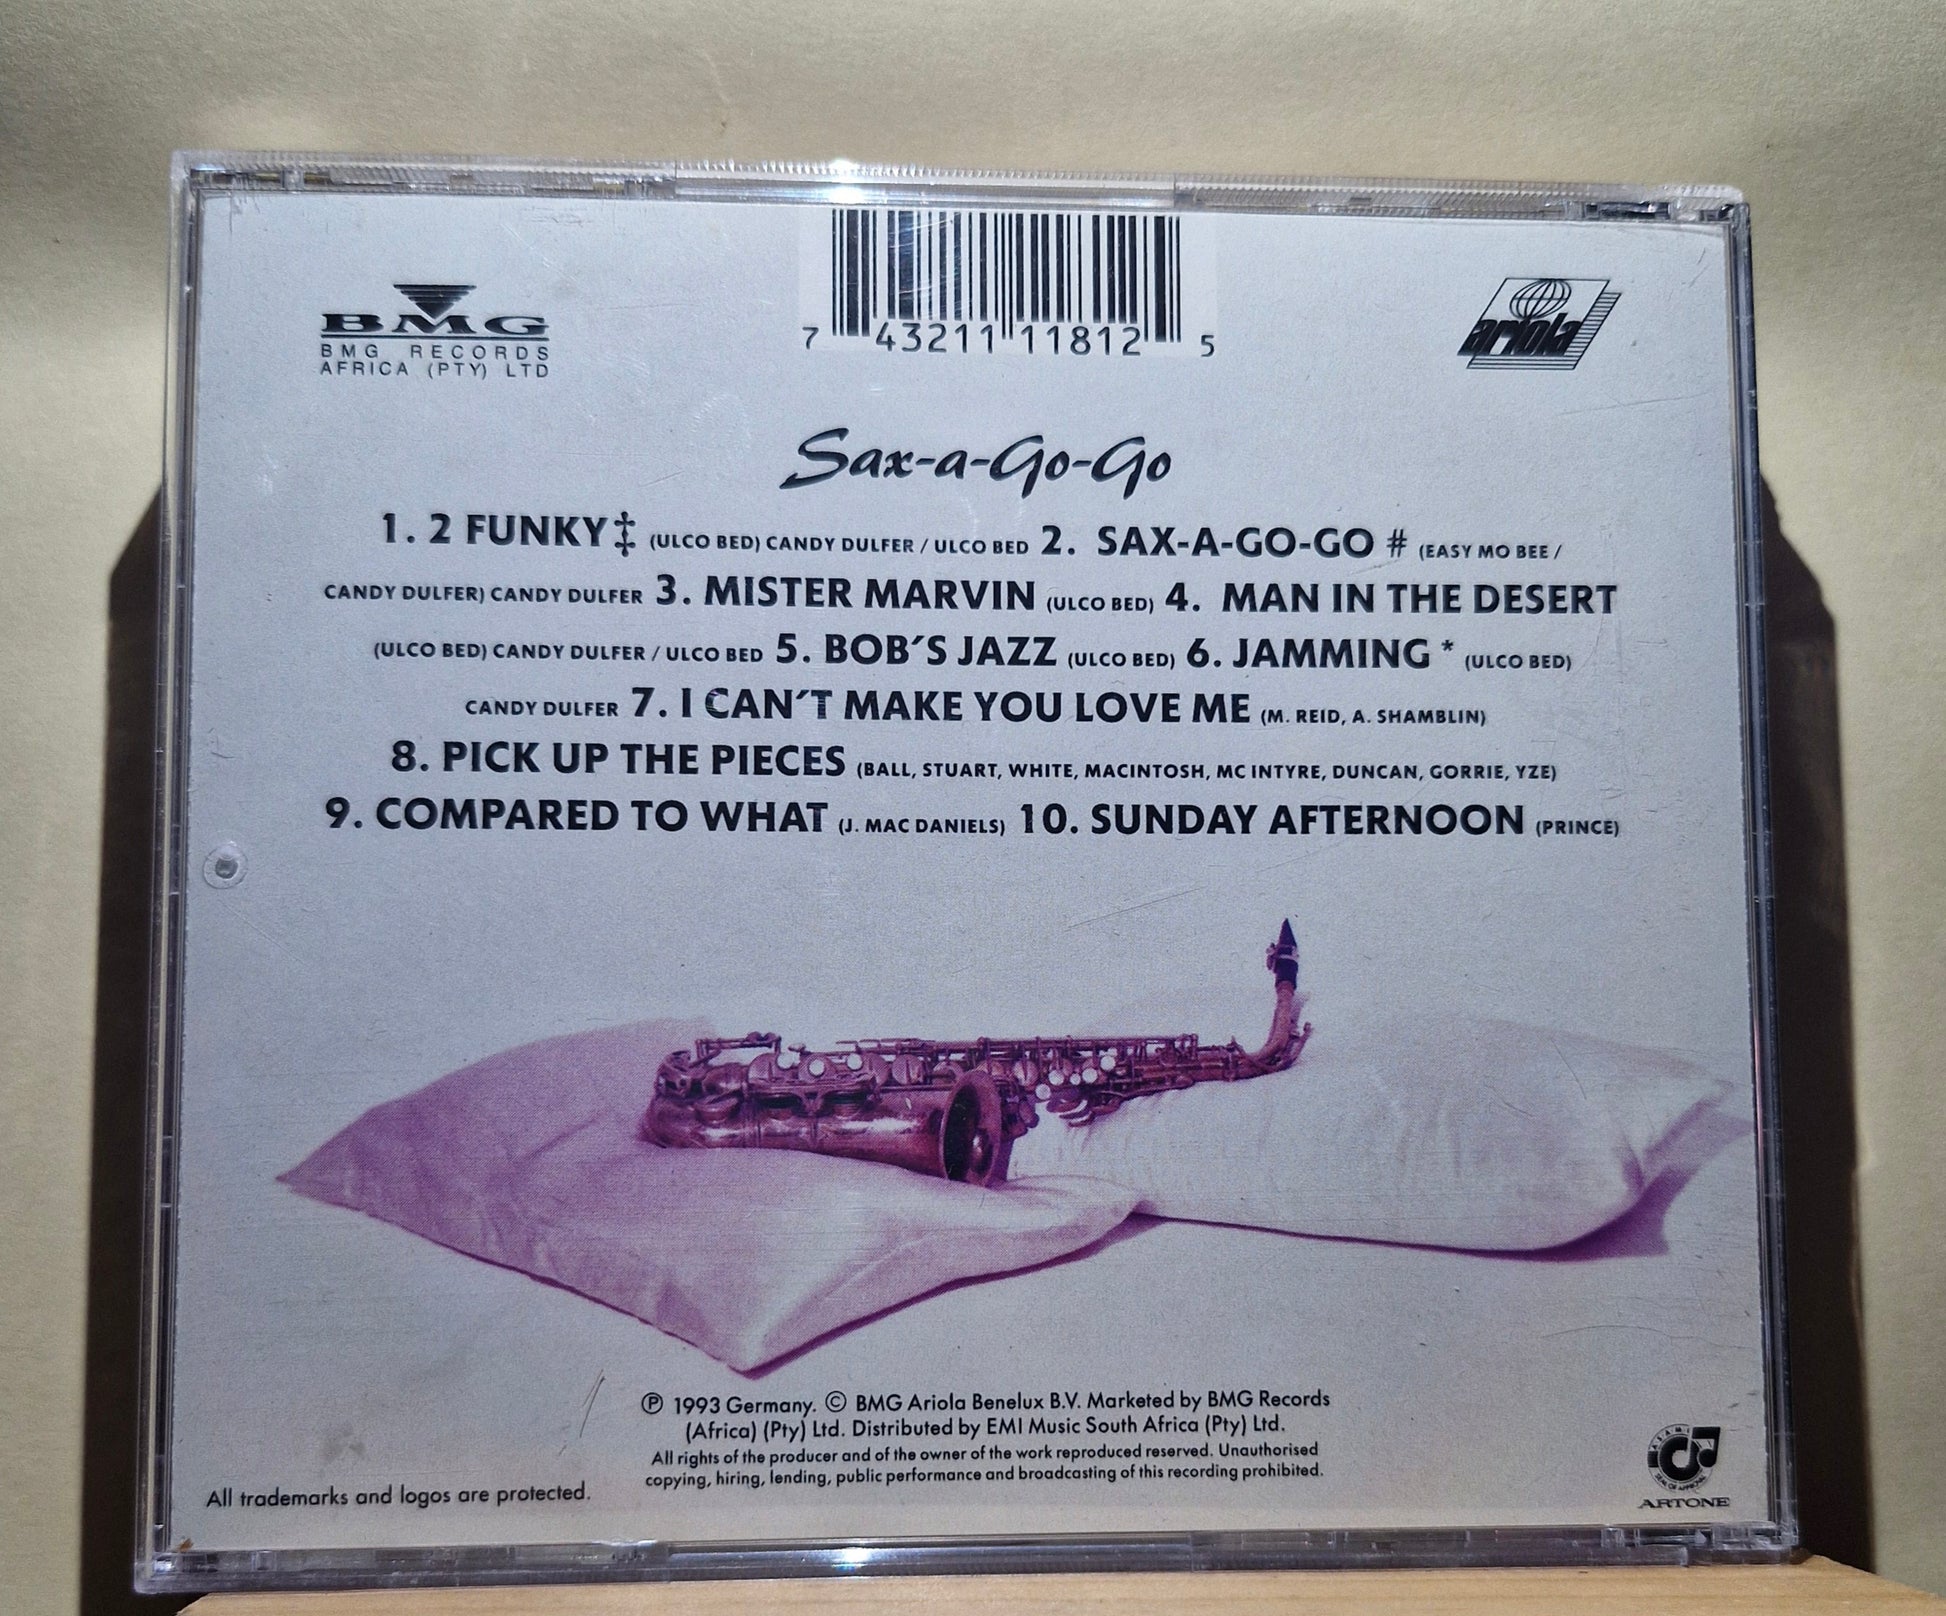 BMG
BMG RECORDS
AFRICA (PTY) LTD
7 43211 11812 5
ariola
Sax-a-Go-Go
1. 2 FUNKY ‡ (ULCO BED) CANDY DULFER / ULCO BED 2. SAX-A-GO-GO # (EASY MO BEE /
CANDY DULFER) CANDY DULFER 3. MISTER MARVIN (ULCO BED) 4. MAN IN THE DESERT
(ULCO BED) CANDY DULFER / ULCO BED 5. BOB'S JAZZ (ULCO BED) 6. JAMMING * (ULCO BED)
CANDY DULFER 7. I CAN'T MAKE YOU LOVE ME (M. REID, A. SHAMBLIN)
8. PICK UP THE PIECES (BALL, STUART, WHITE, MACINTOSH, MC INTYRE, DUNCAN, GORRIE, YZE)
9. COMPARED TO WHAT (J. MAC DANIELS) 10. SUNDAY AFTERNOON (PRINCE)
℗ 1993 Germany. © BMG Ariola Benelux B.V. Marketed by BMG Records
(Africa) (Pty) Ltd. Distributed by EMI Music South Africa (Pty) Ltd.
All rights of the producer and of the owner of the work reproduced reserved. Unauthorised
copying, hiring, lending, public performance and broadcasting of this recording prohibited.
All trademarks and logos are protected.
ASAMI
SEAL OF APPROVAL
ARTONE